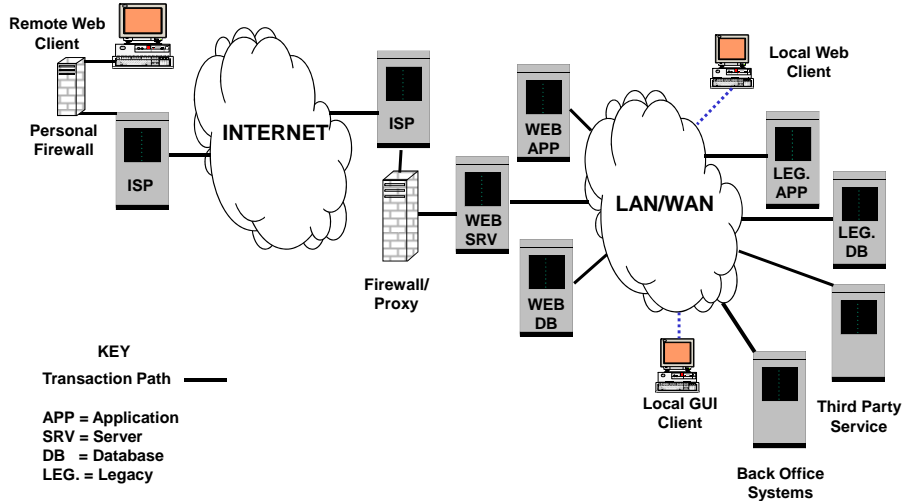 Remote Web
Client
Personal
Firewall
ISP
INTERNET
ISP
Firewall/
Proxy
WEB
SRV
WEB
APP
WEB
DB
LAN/WAN
Local Web
Client
LEG.
APP
LEG.
DB
Third Party
Service
Back Office
Systems
Local GUI
Client
KEY
Transaction Path
APP = Application
SRV = Server
DB = Database
LEG. = Legacy